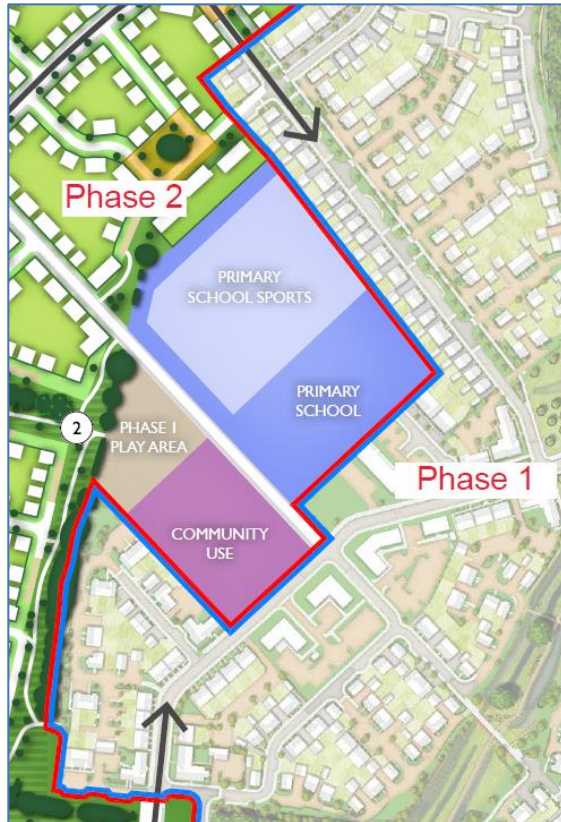 Phase 2
PRIMARY
SCHOOL SPORTS
PRIMARY
SCHOOL
2
PHASE 1
PLAY AREA
Phase 1
COMMUNITY
USE